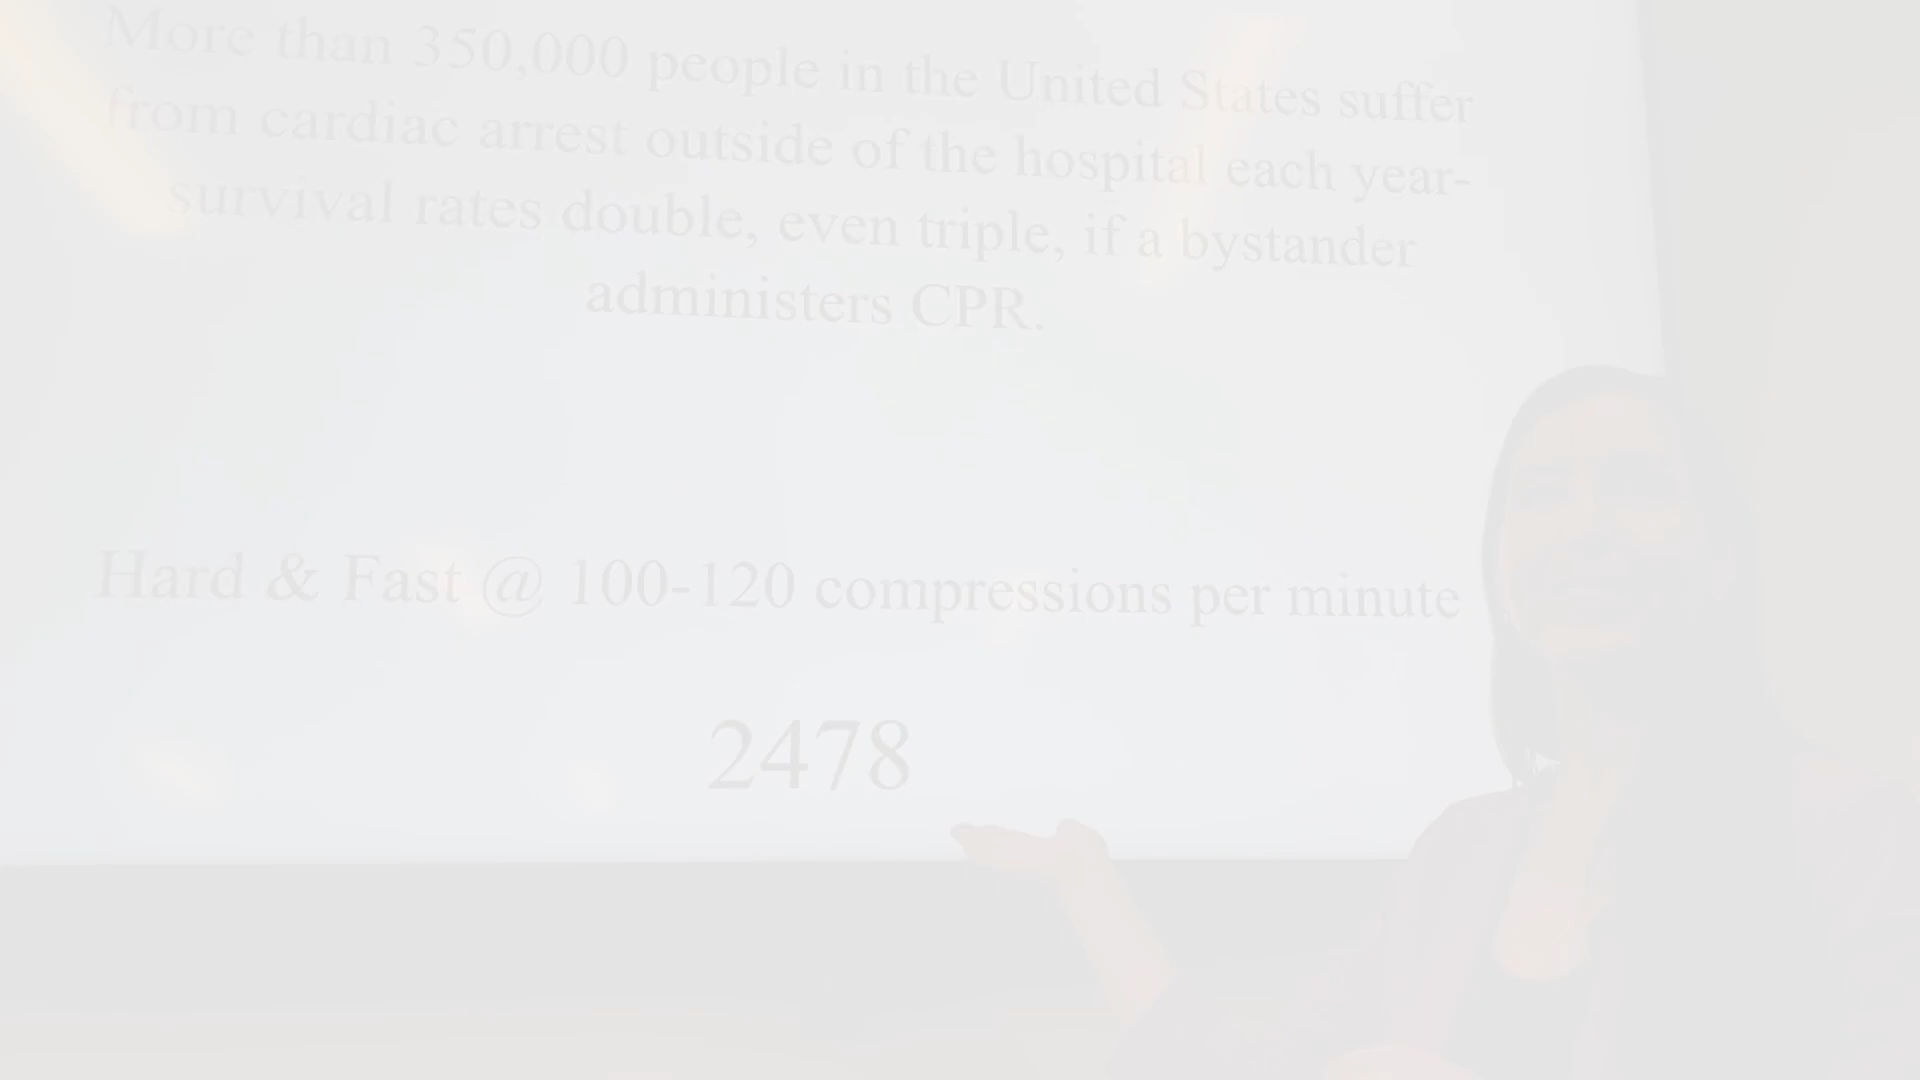 More than 350,000 people in the United States suffer
from cardiac arrest outside of the hospital each year-
survival rates double, even triple, if a bystander
administers CPR.
Hard & Fast @ 100-120 compressions per minute
2478